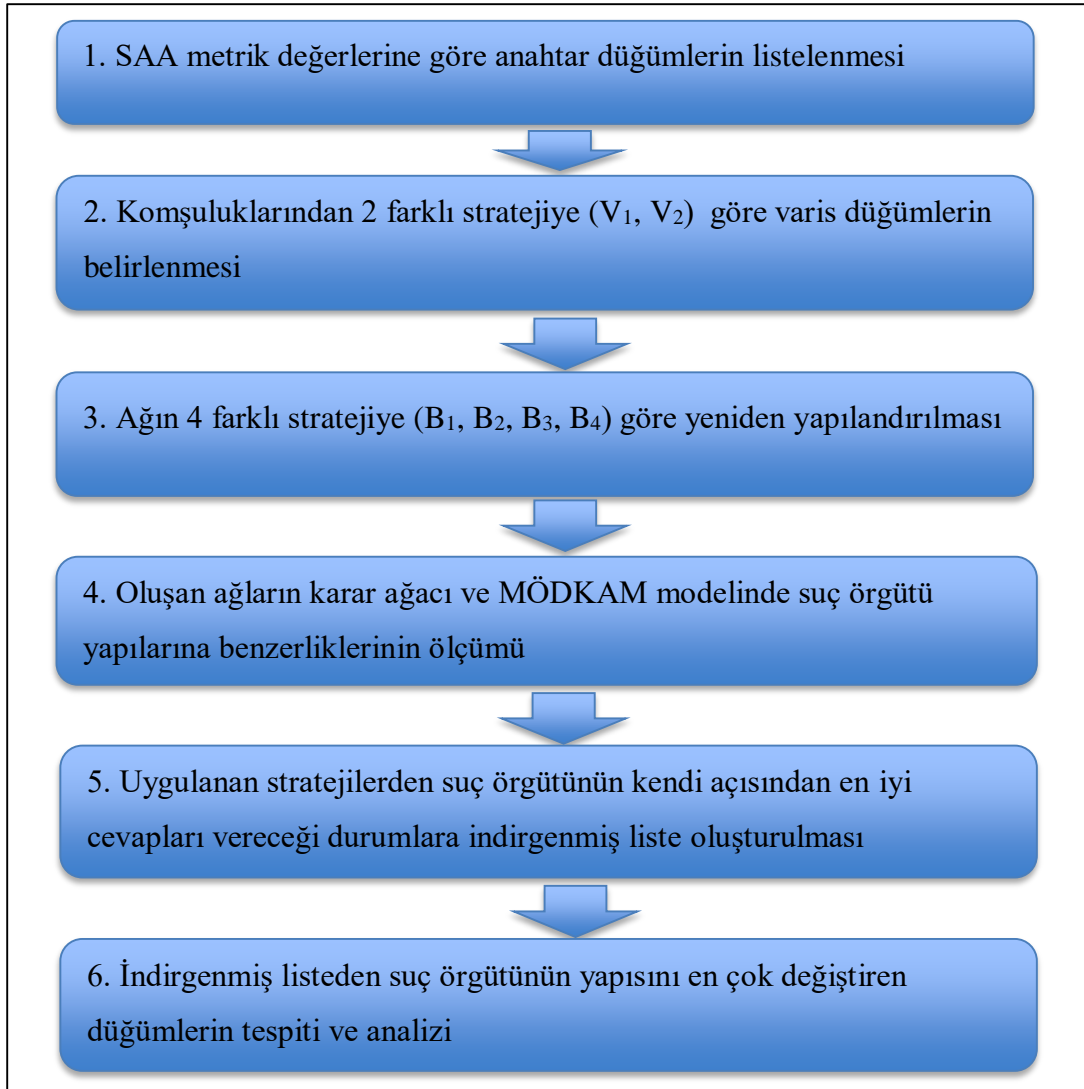 1. SAA metrik değerlerine göre anahtar düğümlerin listelenmesi
2. Komşuluklarından 2 farklı stratejiye (V₁, V₂) göre varis düğümlerin
belirlenmesi
3. Ağın 4 farklı stratejiye (B₁, B₂, B₃, B₄) göre yeniden yapılandırılması
4. Oluşan ağların karar ağacı ve MÖDKAM modelinde suç örgütü
yapılarına benzerliklerinin ölçümü
5. Uygulanan stratejilerden suç örgütünün kendi açısından en iyi
cevapları vereceği durumlara indirgenmiş liste oluşturulması
6. İndirgenmiş listeden suç örgütünün yapısını en çok değiştiren
düğümlerin tespiti ve analizi